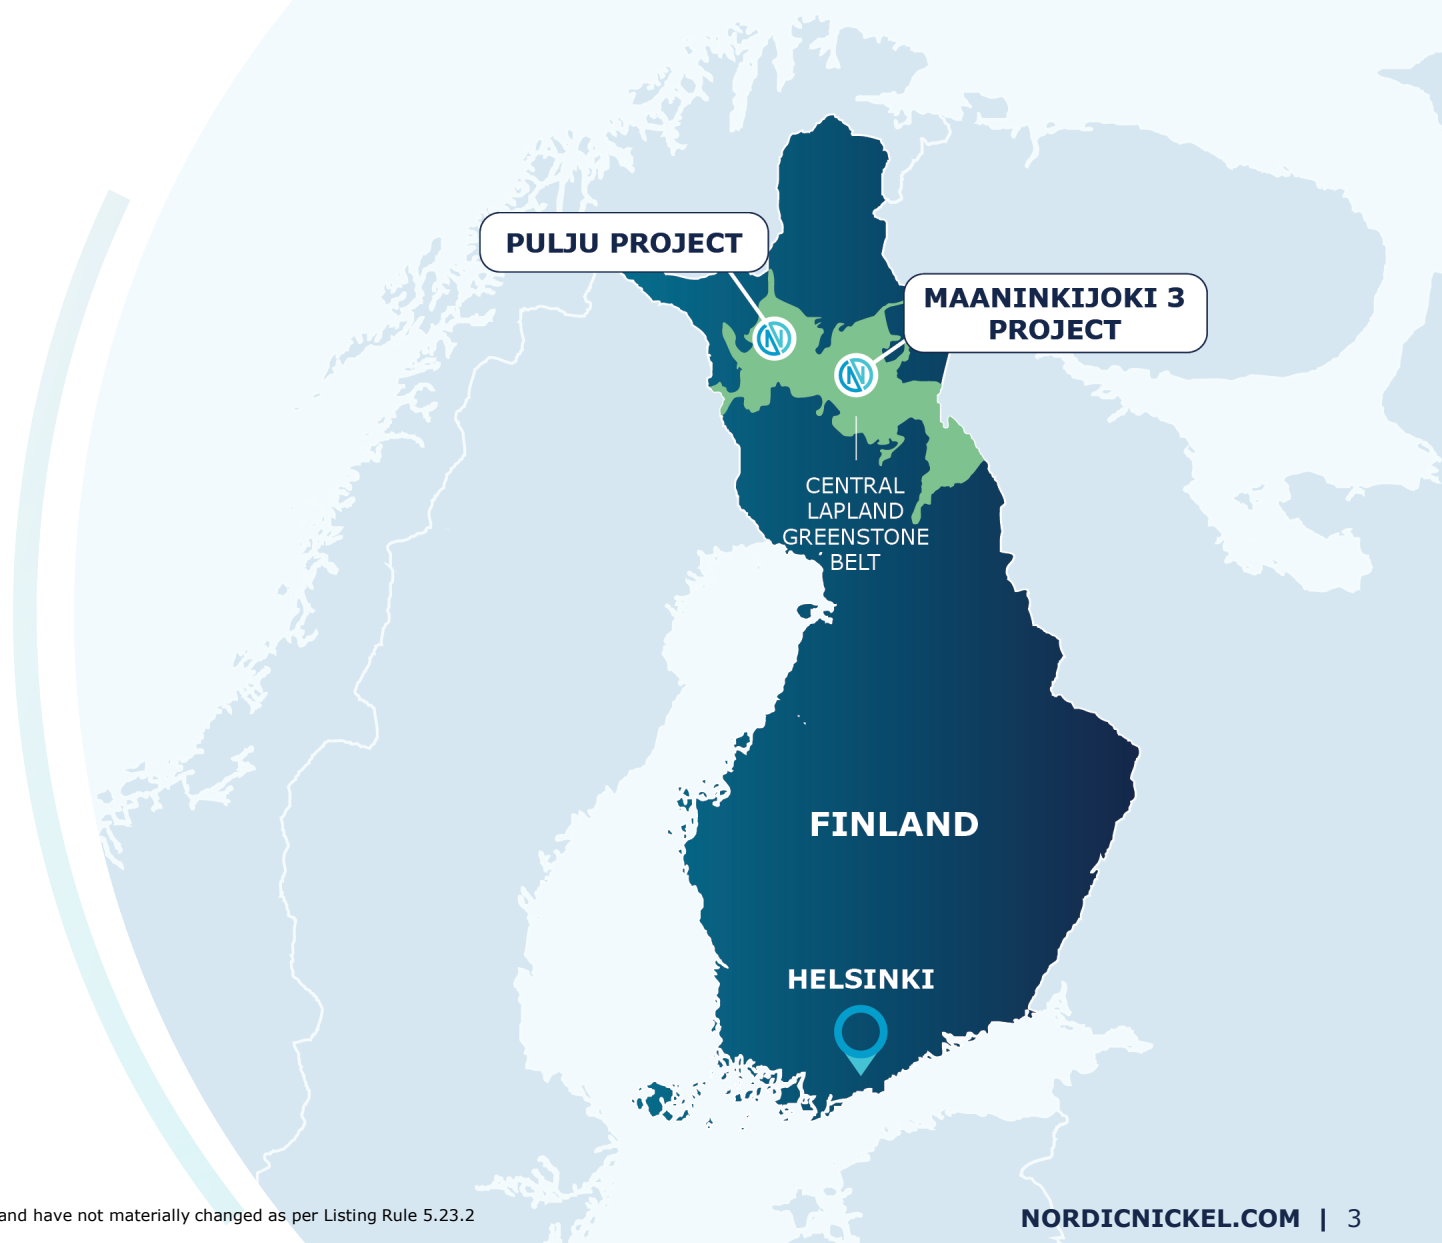 PULJU PROJECT
MAANINKIJOKI 3
PROJECT
CENTRAL
LAPLAND
GREENSTONE
BELT
FINLAND
HELSINKI
and have not materially changed as per Listing Rule 5.23.2
NORDICNICKEL.COM | 3